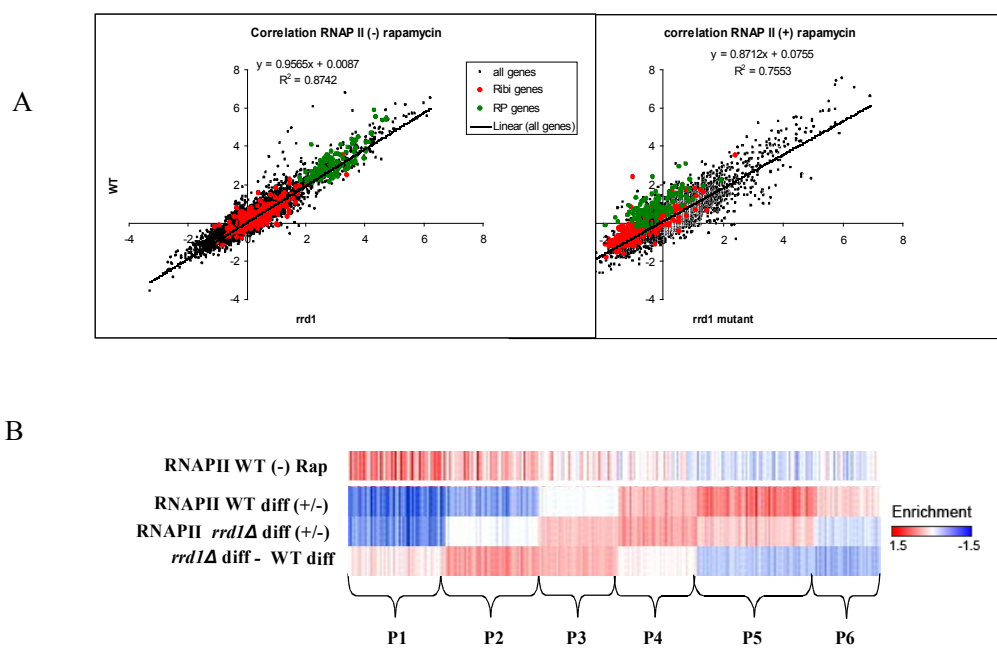 A
Correlation RNAP II (-) rapamycin
y = 0.9565x + 0.0087
R² = 0.8742
all genes
Ribi genes
RP genes
Linear (all genes)
WT
8
6
4
2
-2
-4
-4
-2
0
2
4
6
8
rrd1
correlation RNAP II (+) rapamycin
y = 0.8712x + 0.0755
R² = 0.7553
8
6
4
2
-2
-4
0
2
4
6
8
rrd1 mutant
B
RNAPII WT (-) Rap
RNAPII WT diff (+/-)
RNAPII rrd1Δ diff (+/-)
rrd1Δ diff - WT diff
Enrichment
1.5 -1.5
P1 P2 P3 P4 P5 P6